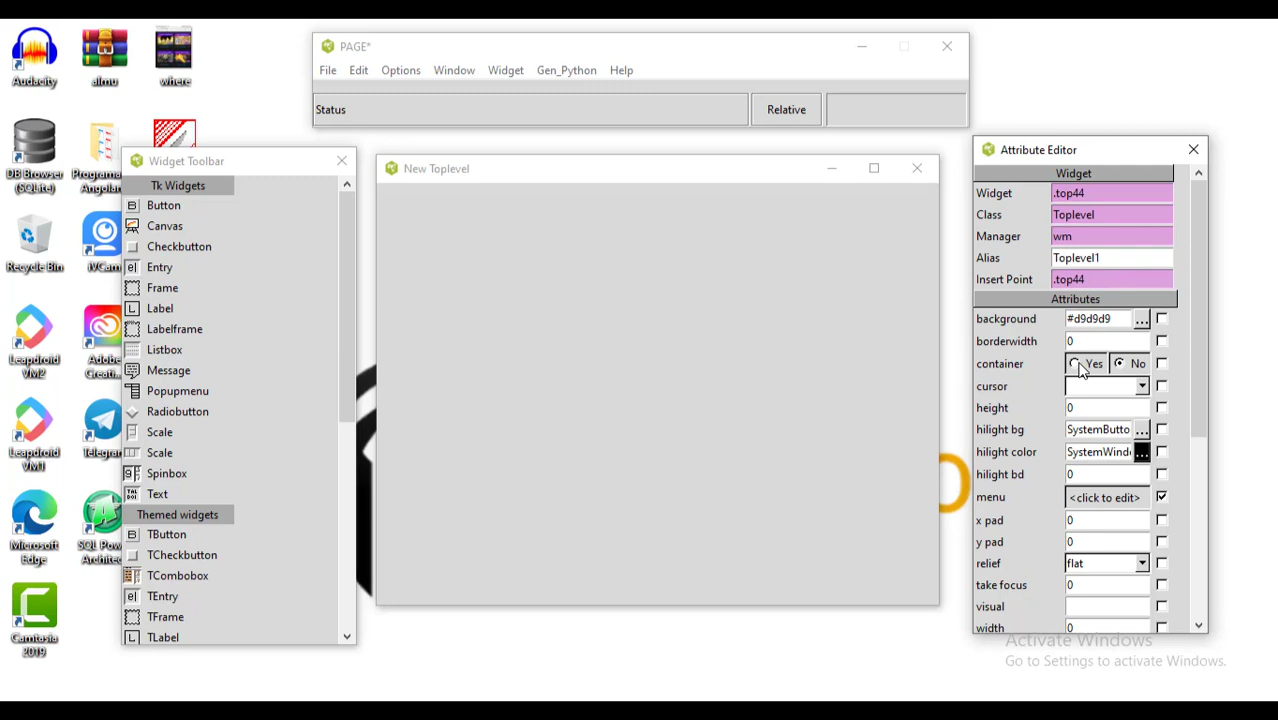 Audacity
almu
where
DB Browser
(SQLite)
Programa
Angolar
Recycle Bin
iVCam
Leapdroid
VM2
Adobe
Creati...
Leapdroid
VM1
Telegram
Microsoft
Edge
SQL Pow
Archite
Camtasia
2019
PAGE*
File Edit Options Window Widget Gen_Python Help
Status
Relative
Widget Toolbar
Tk Widgets
Button
Canvas
Checkbutton
Entry
Frame
Label
Labelframe
Listbox
Message
Popupmenu
Radiobutton
Scale
Scale
Spinbox
Text
Themed widgets
TButton
TCheckbutton
TCombobox
TEntry
TFrame
TLabel
New Toplevel
Attribute Editor
Widget
Widget .top44
Class Toplevel
Manager wm
Alias Toplevel1
Insert Point .top44
Attributes
background #d9d9d9 ...
borderwidth 0
container Yes No
cursor
height 0
hilight bg SystemButto ...
hilight color SystemWind ...
hilight bd 0
menu <click to edit>
x pad 0
y pad 0
relief flat
take focus 0
visual
width 0
Activate Windows
Go to Settings to activate Windows.